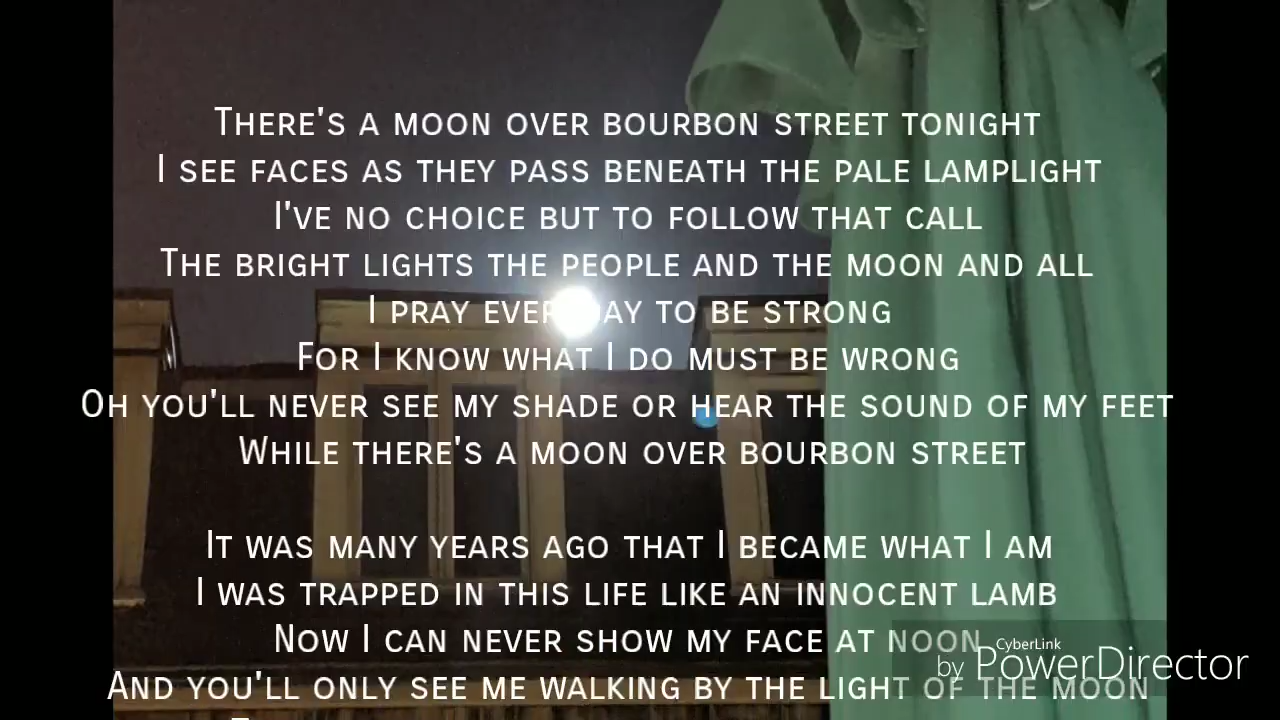 THERE'S A MOON OVER BOURBON STREET TONIGHT
I SEE FACES AS THEY PASS BENEATH THE PALE LAMPLIGHT
I'VE NO CHOICE BUT TO FOLLOW THAT CALL
THE BRIGHT LIGHTS THE PEOPLE AND THE MOON AND ALL
I PRAY EVERYDAY TO BE STRONG
FOR I KNOW WHAT I DO MUST BE WRONG
OH YOU'LL NEVER SEE MY SHADE OR HEAR THE SOUND OF MY FEET
WHILE THERE'S A MOON OVER BOURBON STREET
IT WAS MANY YEARS AGO THAT I BECAME WHAT I AM
I WAS TRAPPED IN THIS LIFE LIKE AN INNOCENT LAMB
NOW I CAN NEVER SHOW MY FACE AT NOON
AND YOU'LL ONLY SEE ME WALKING BY THE LIGHT OF THE MOON
CyberLink
by PowerDirector